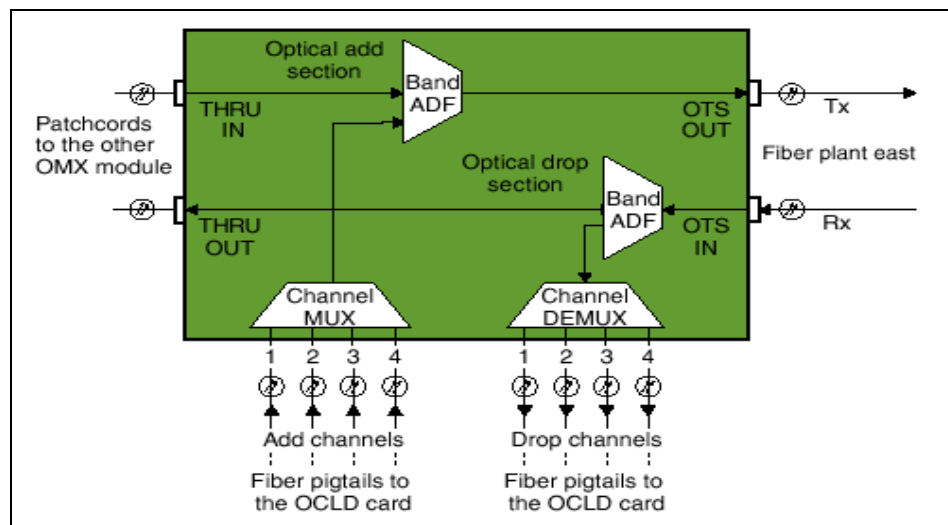 Optical add
section
Band
ADF
THRU
IN
OTS
OUT
Tx
Patchcords
to the other
OMX module
Fiber plant east
Optical drop
section
Band
ADF
THRU
OUT
OTS
IN
Rx
Channel
MUX
Channel
DEMUX
1 2 3 4
1 2 3 4
Add channels
Drop channels
Fiber pigtails to
the OCLD card
Fiber pigtails to
the OCLD card